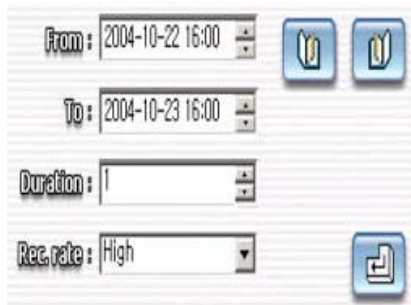 From : 2004-10-22 16:00
To : 2004-10-23 16:00
Duration : 1
Rec. rate : High